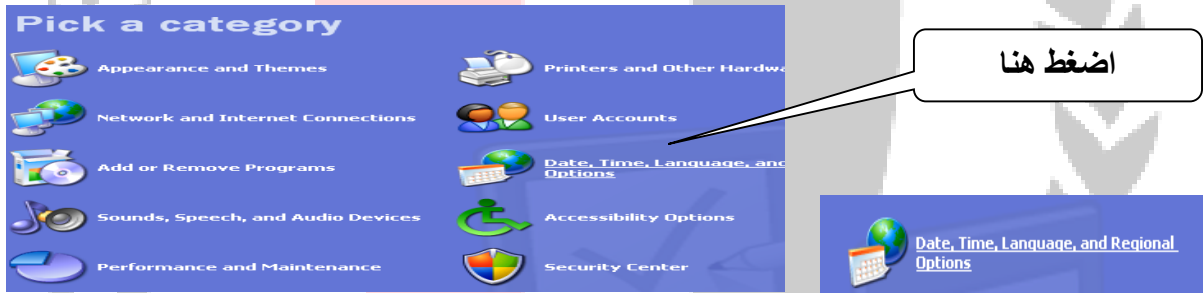 Pick a category
Appearance and Themes
Printers and Other Hardwa
Network and Internet Connections
User Accounts
Add or Remove Programs
Date, Time, Language, and
Options
Sounds, Speech, and Audio Devices
Accessibility Options
Performance and Maintenance
Security Center
اضغط هنا
Date, Time, Language, and Regional
Options